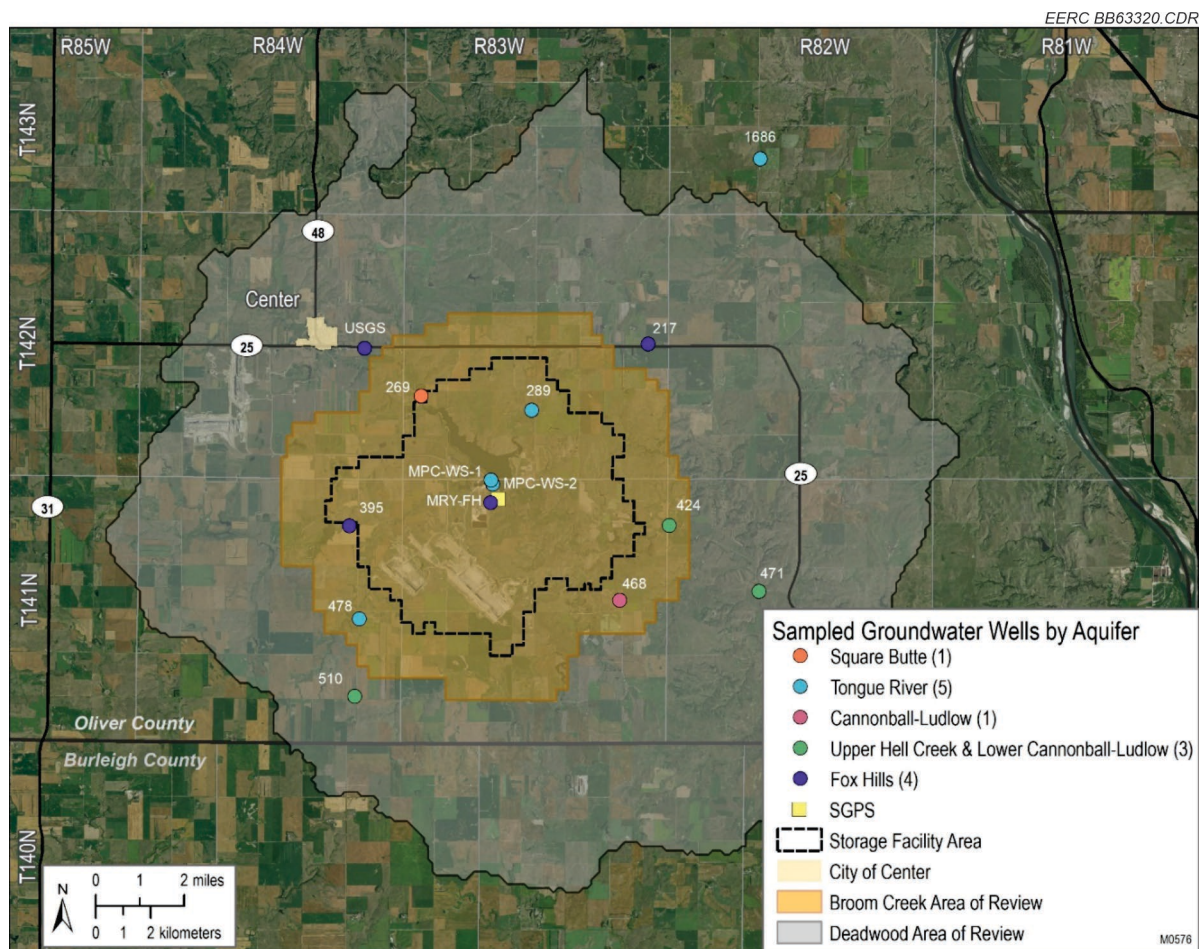 EERC BB63320.CDR
R85W
R84W
R83W
R82W
R81W
T143N
1686
48
Center
USGS
217
T142N
25
269
289
MPC-WS-1
MPC-WS-2
25
MRY-FH
31
395
424
471
468
T141N
478
510
Oliver County
Burleigh County
T140N
N
0 1 2 miles
0 1 2 kilometers
Sampled Groundwater Wells by Aquifer
Square Butte (1)
Tongue River (5)
Cannonball-Ludlow (1)
Upper Hell Creek & Lower Cannonball-Ludlow (3)
Fox Hills (4)
SGPS
Storage Facility Area
City of Center
Broom Creek Area of Review
Deadwood Area of Review
M0576